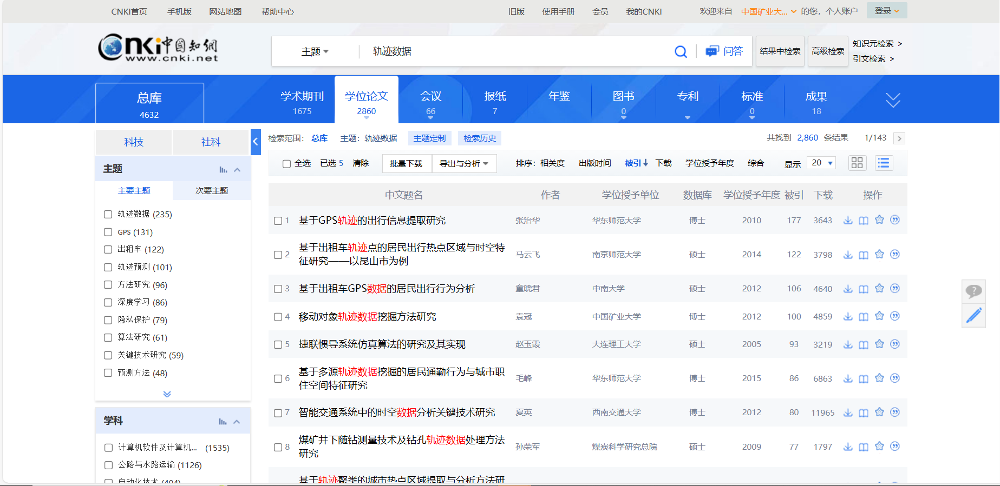 CNKI首页 手机版 网站地图 帮助中心 旧版 使用手册 会员 我的CNKI 欢迎来自 中国矿业大... 的您，个人账户 登录
Cnki中国知網
www.cnki.net
主题 轨迹数据 问答 结果中检索 高级检索 知识元检索 >
引文检索 >
总库 学术期刊 学位论文 会议 报纸 年鉴 图书 专利 标准 成果
4632 1675 2860 66 7 0 0 18
科技 社科
检索范围： 总库 主题：轨迹数据 主题定制 检索历史 共找到 2,860 条结果 1/143 >
全选 已选 5 清除 批量下载 导出与分析 排序：相关度 出版时间 被引↓ 下载 学位授予年度 综合 显示 20
主题
主要主题 次要主题
轨迹数据 (235)
GPS (131)
出租车 (122)
轨迹预测 (101)
方法研究 (96)
深度学习 (86)
隐私保护 (79)
算法研究 (61)
关键技术研究 (59)
预测方法 (48)
学科
计算机软件及计算机... (1535)
公路与水路运输 (1126)
自动化技术 (404)
中文题名 作者 学位授予单位 数据库 学位授予年度 被引 下载 操作
1 基于GPS轨迹的出行信息提取研究 张治华 华东师范大学 博士 2010 177 3643
2 基于出租车轨迹点的居民出行热点区域与时空特
征研究——以昆山市为例 马云飞 南京师范大学 硕士 2014 122 3798
3 基于出租车GPS数据的居民出行行为分析 童晓君 中南大学 硕士 2012 106 4640
4 移动对象轨迹数据挖掘方法研究 袁冠 中国矿业大学 博士 2012 100 4859
5 捷联惯导系统仿真算法的研究及其实现 赵玉霞 大连理工大学 硕士 2005 93 3219
6 基于多源轨迹数据挖掘的居民通勤行为与城市职
住空间特征研究 毛峰 华东师范大学 博士 2015 86 6863
7 智能交通系统中的时空数据分析关键技术研究 夏英 西南交通大学 博士 2012 80 11965
8 煤矿井下随钻测量技术及钻孔轨迹数据处理方法
研究 孙荣军 煤炭科学研究总院 硕士 2009 77 1797
基于轨迹聚类的城市热点区域提取与分析方法研